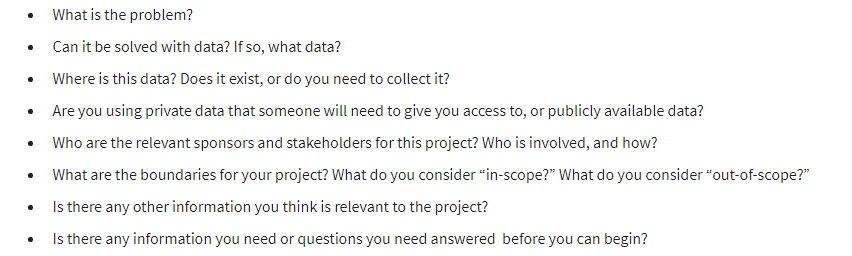 • What is the problem?
• Can it be solved with data? If so, what data?
• Where is this data? Does it exist, or do you need to collect it?
• Are you using private data that someone will need to give you access to, or publicly available data?
• Who are the relevant sponsors and stakeholders for this project? Who is involved, and how?
• What are the boundaries for your project? What do you consider “in-scope?” What do you consider “out-of-scope?”
• Is there any other information you think is relevant to the project?
• Is there any information you need or questions you need answered  before you can begin?